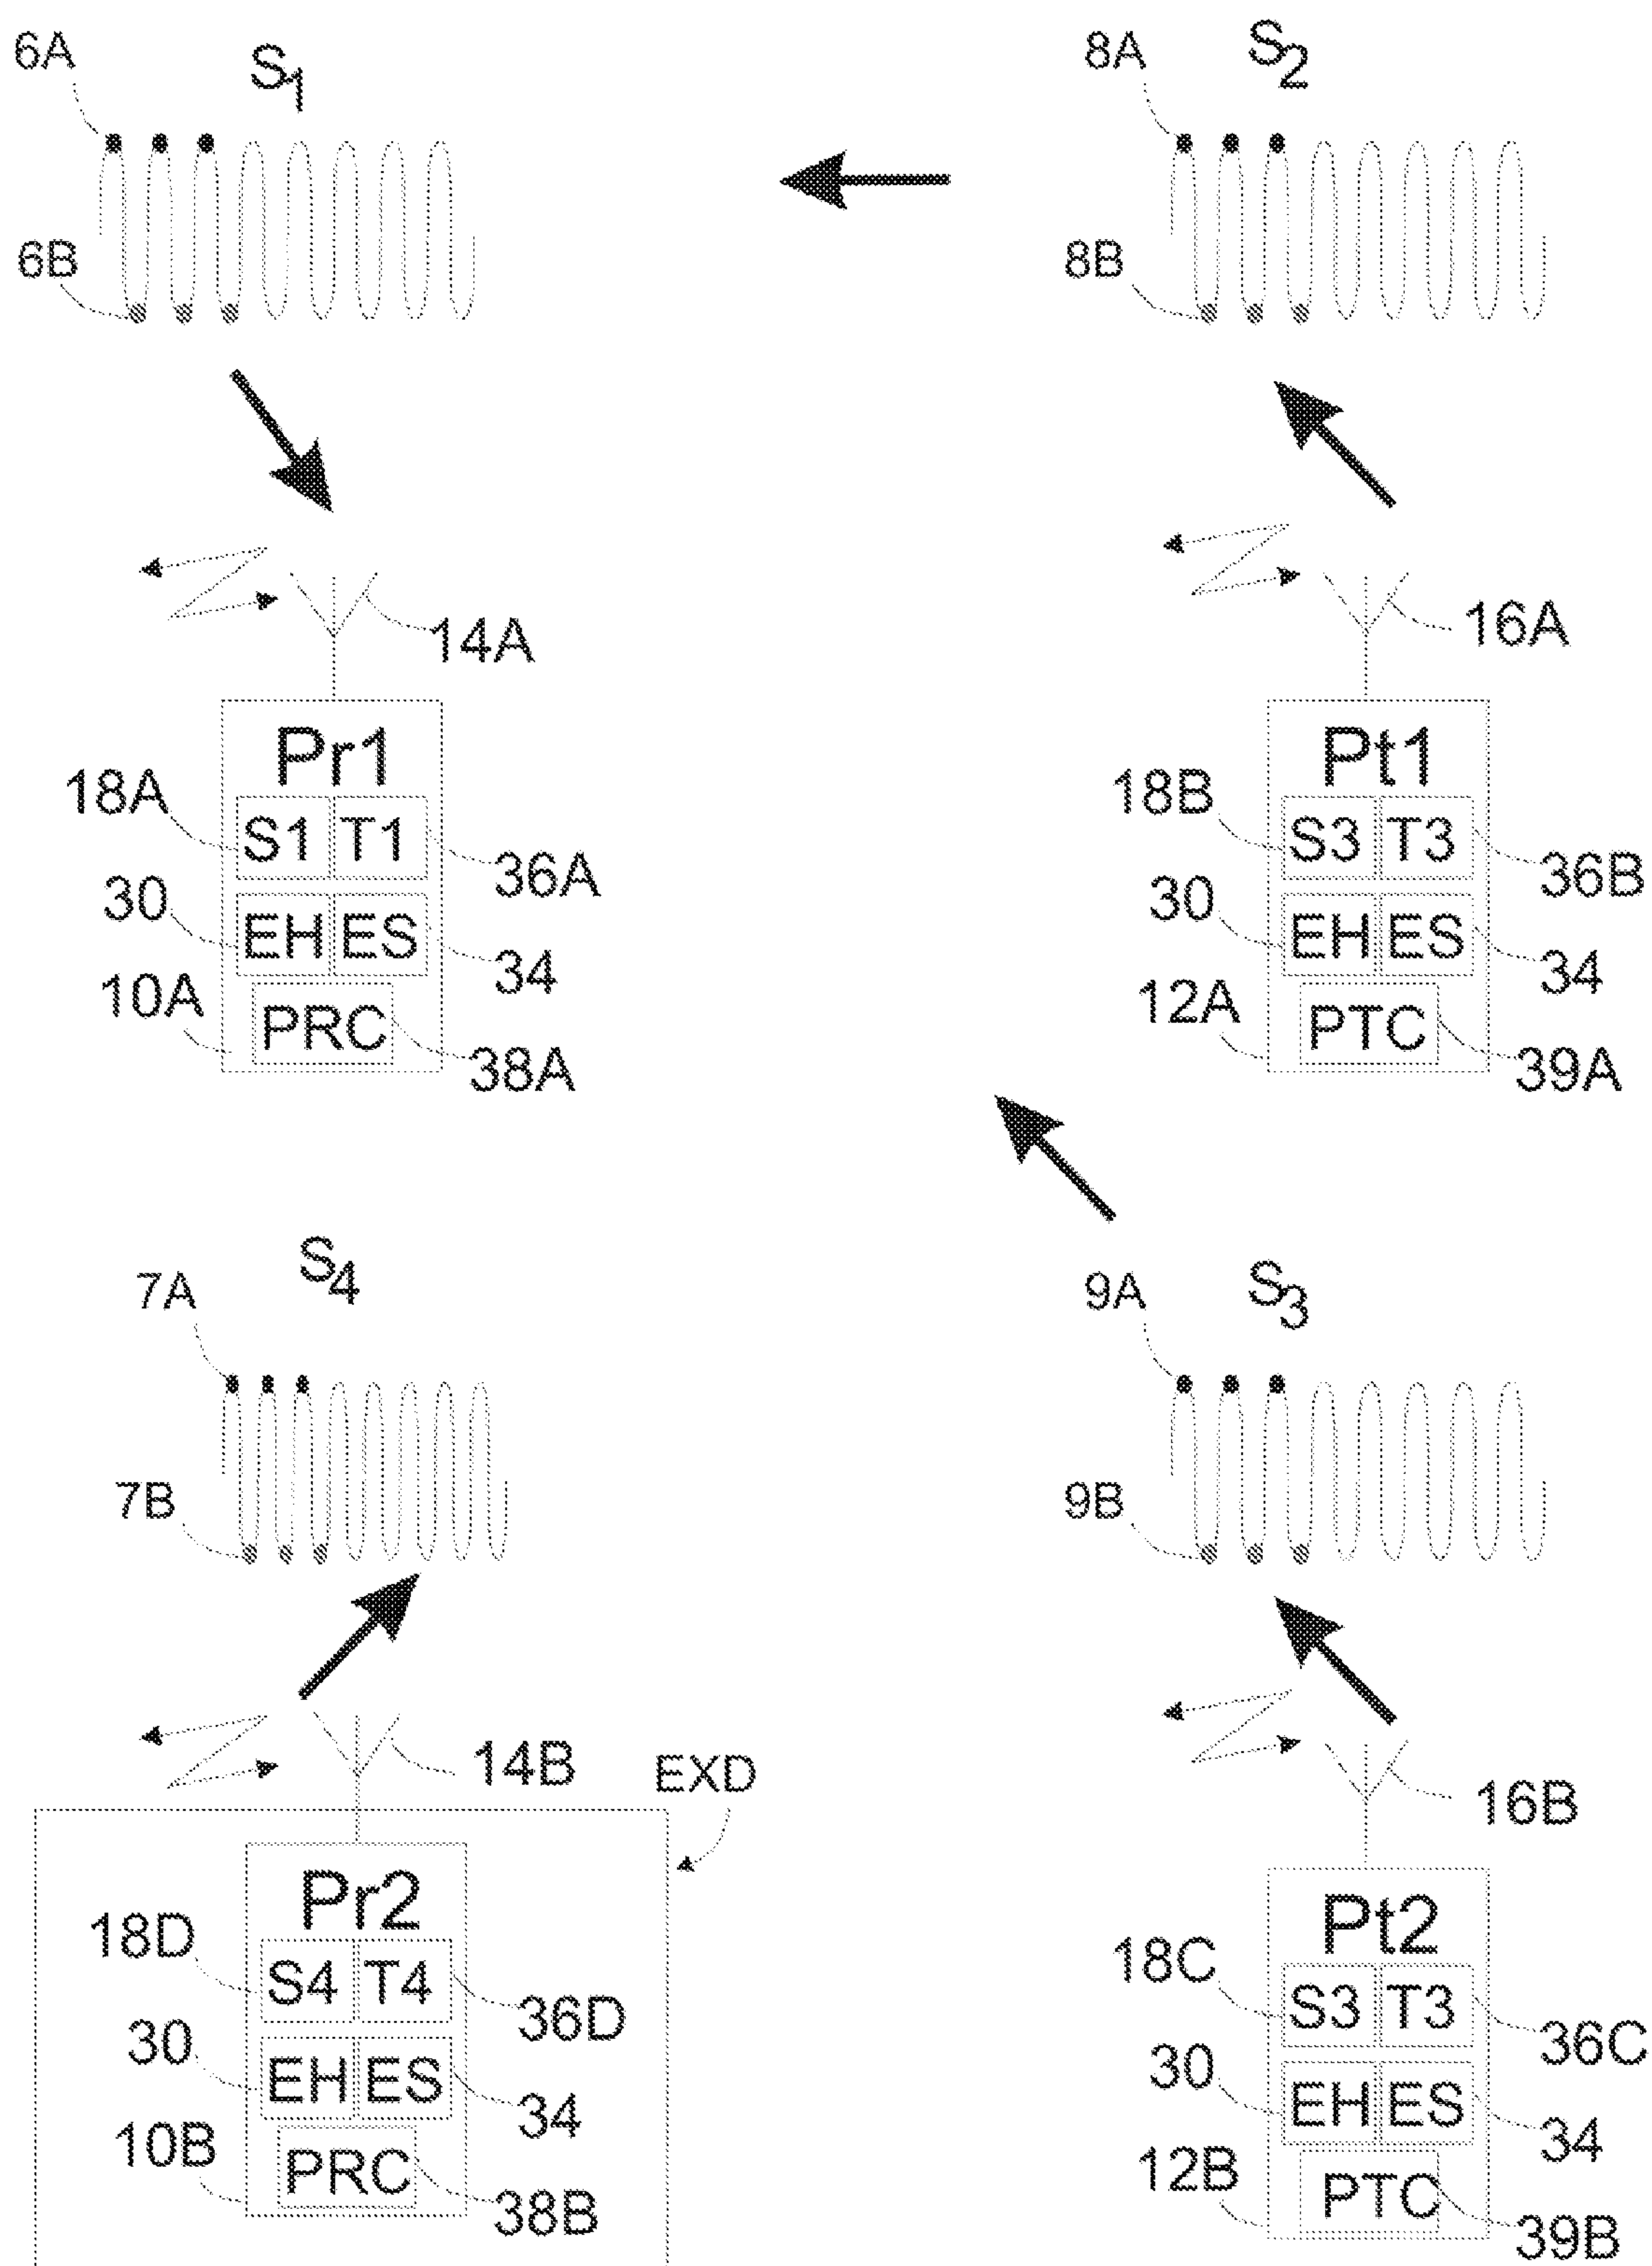 6A S1 8A S2
6B 8B
14A 16A
Pr1 Pt1
18A S1 T1 36A 18B S3 T3 36B
30 EH ES 34 30 EH ES 34
10A PRC 38A 12A PTC 39A
7A S4 9A S3
7B 9B
14B EXD 16B
Pr2 Pt2
18D S4 T4 36D 18C S3 T3 36C
30 EH ES 34 30 EH ES 34
10B PRC 38B 12B PTC 39B